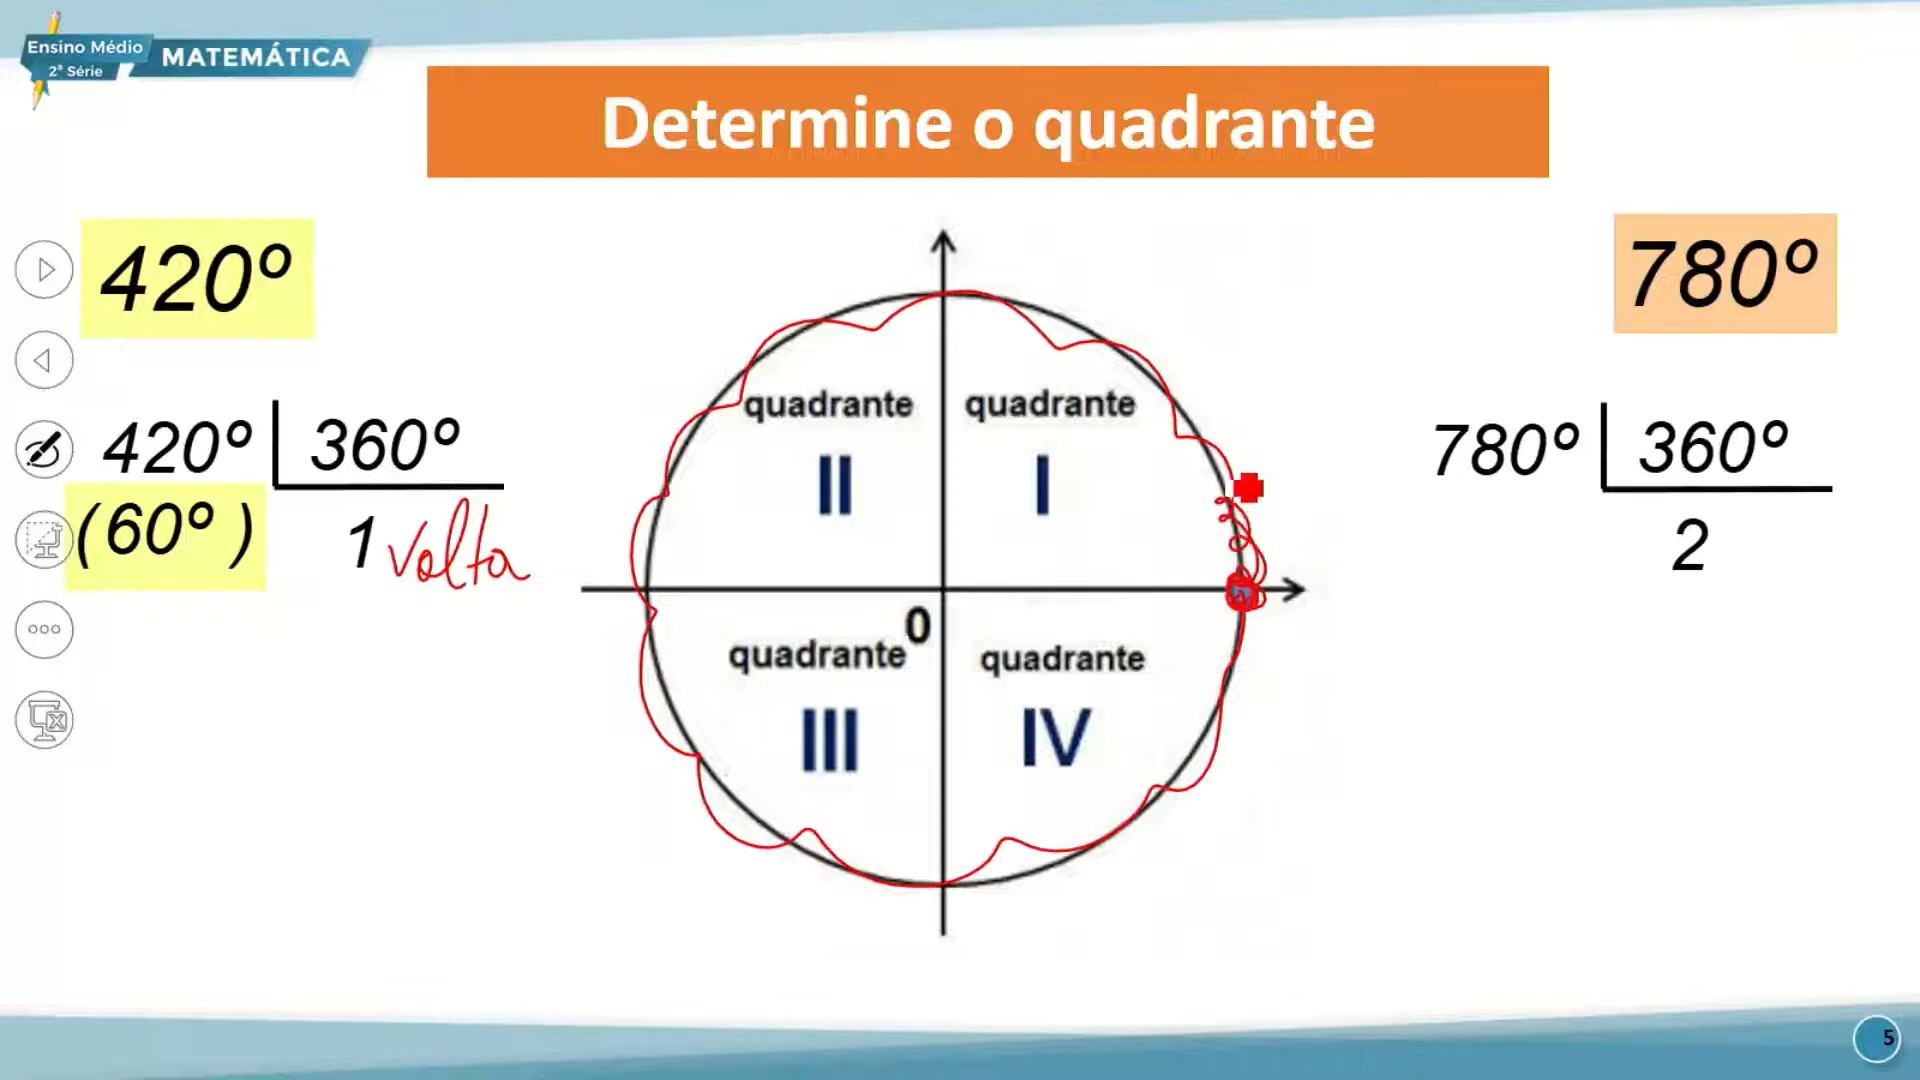 Ensino Médio
2ª Série
MATEMÁTICA
Determine o quadrante
420º
780º
420º 360º
(60º ) 1 volta
780º 360º
2
quadrante
II
quadrante
I
0
quadrante
III
quadrante
IV
5